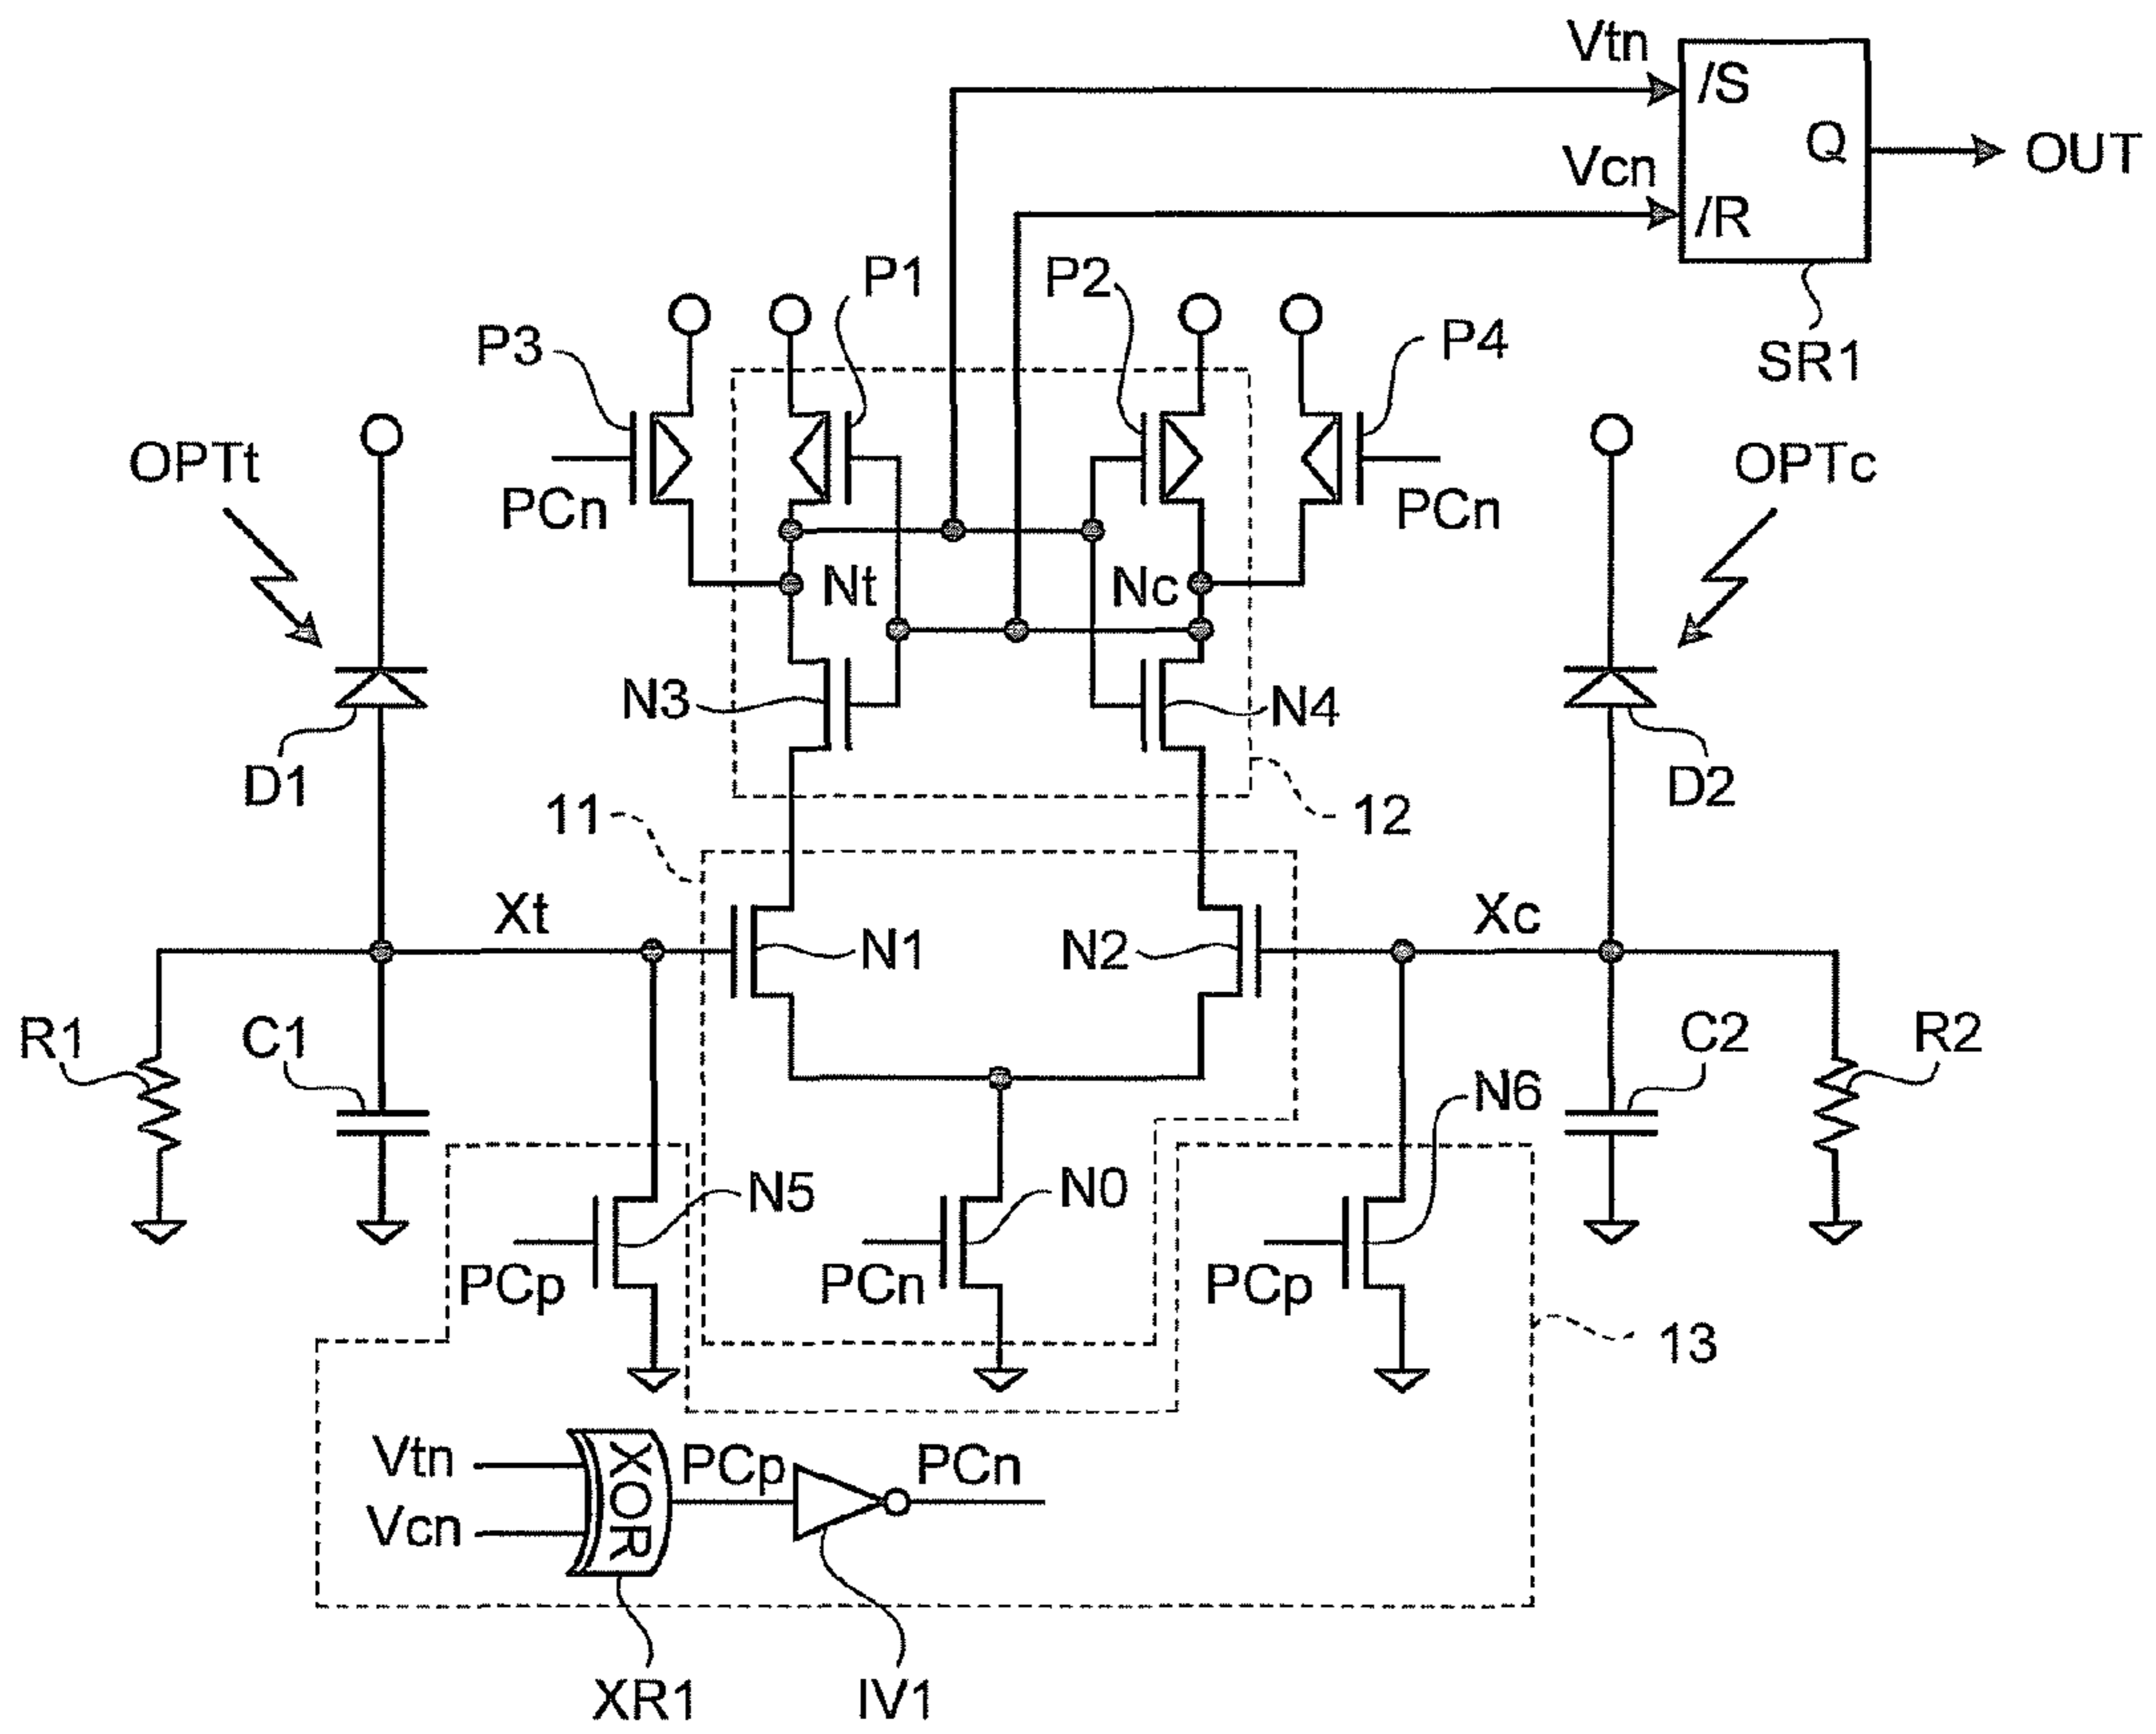 Vtn
/S
Q
OUT
Vcn
/R
SR1
P1
P2
P3
P4
OPTt
OPTc
PCn
PCn
Nt
Nc
N3
N4
D1
D2
11
12
Xt
Xc
N1
N2
R1
C1
C2
R2
N6
N5
N0
PCp
PCn
PCp
13
Vtn
Vcn
XOR
PCp
PCn
XR1
IV1